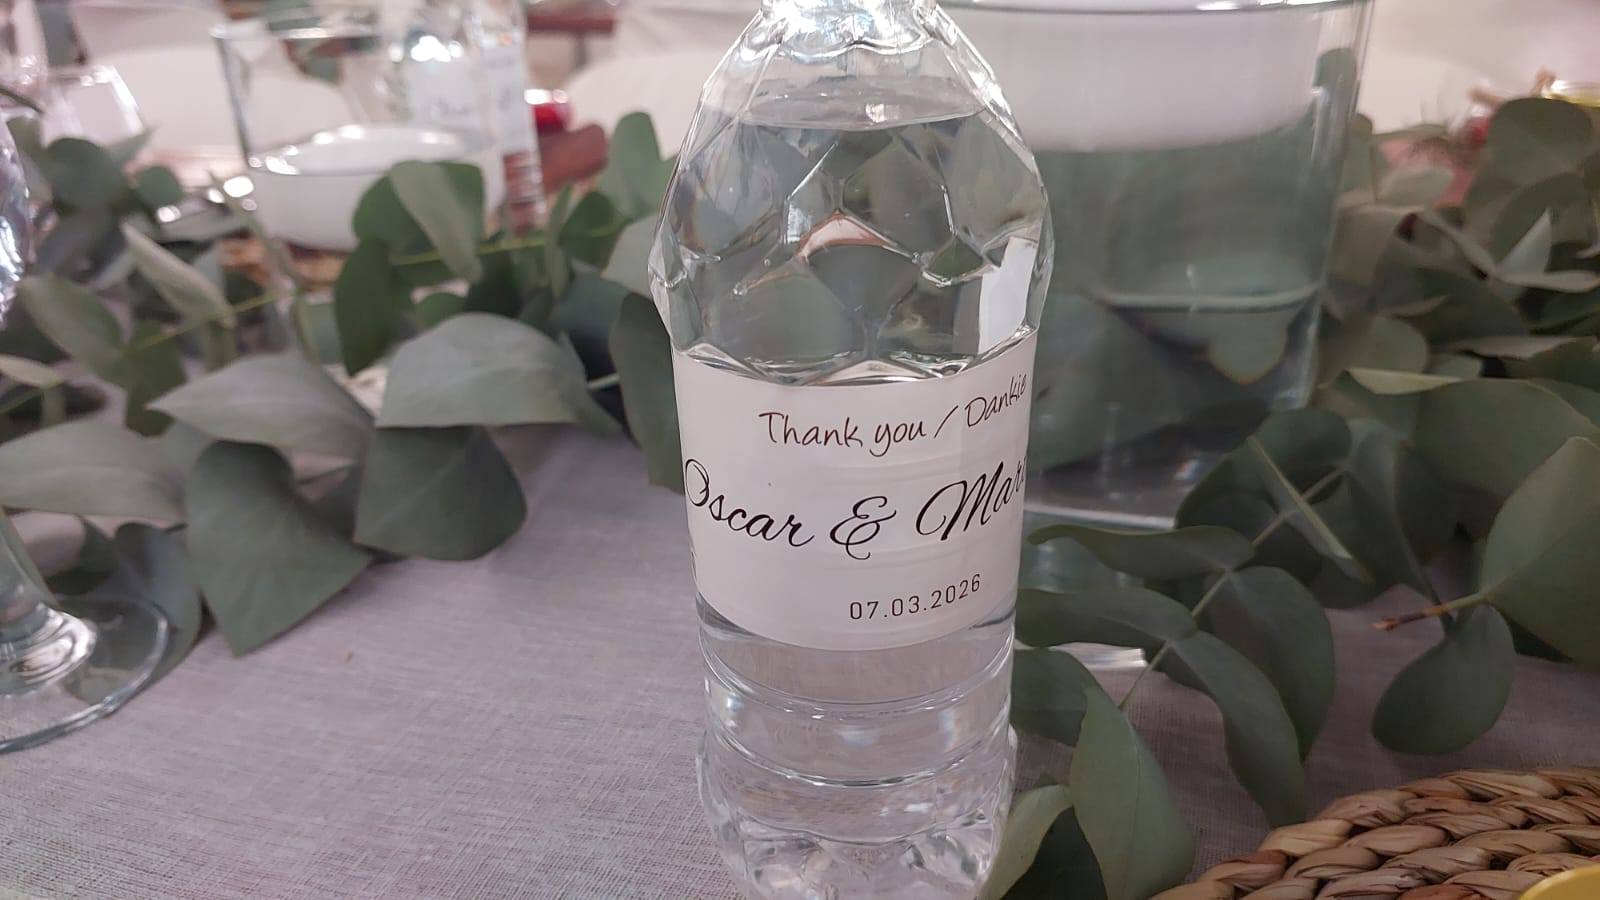 Thank you / Dankie
Oscar &
07.03.2026